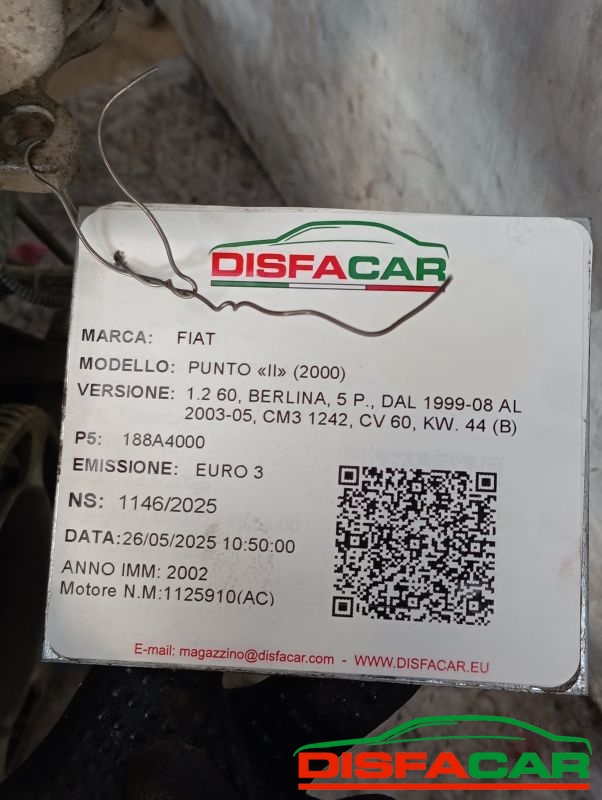 DISFACAR
MARCA: FIAT
MODELLO: PUNTO «II» (2000)
VERSIONE: 1.2 60, BERLINA, 5 P., DAL 1999-08 AL
2003-05, CM3 1242, CV 60, KW. 44 (B)
P5: 188A4000
EMISSIONE: EURO 3
NS: 1146/2025
DATA:26/05/2025 10:50:00
ANNO IMM: 2002
Motore N.M:1125910(AC)
E-mail: magazzino@disfacar.com - WWW.DISFACAR.EU
DISFACAR